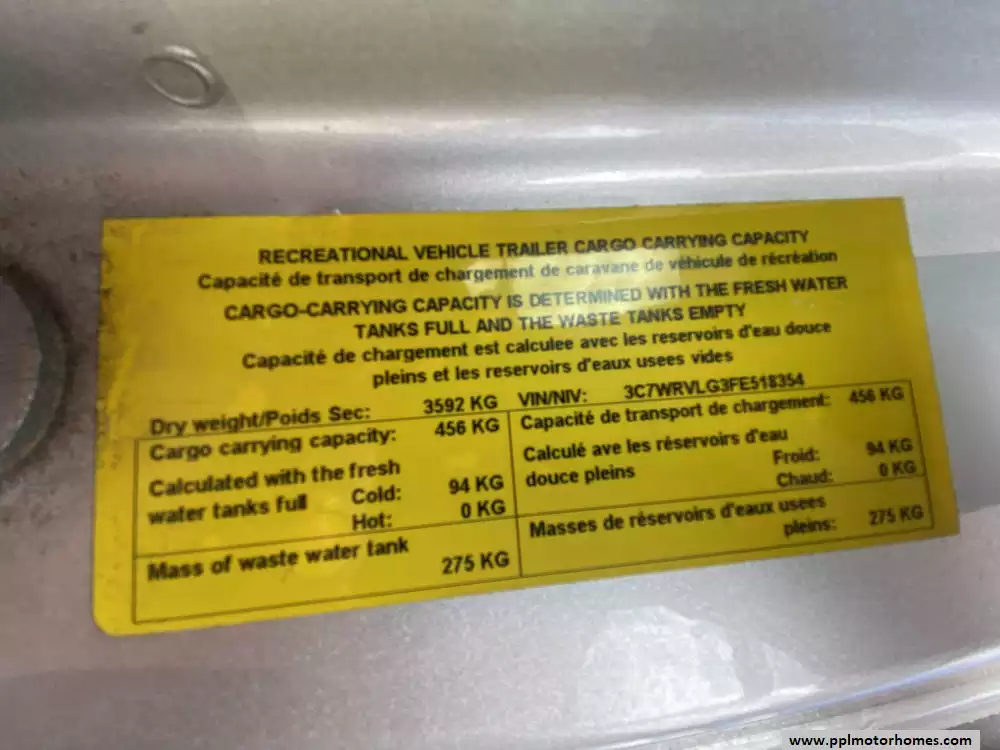 RECREATIONAL VEHICLE TRAILER CARGO CARRYING CAPACITY
Capacité de transport de chargement de caravane de véhicule de récréation
CARGO-CARRYING CAPACITY IS DETERMINED WITH THE FRESH WATER
TANKS FULL AND THE WASTE TANKS EMPTY
Capacité de chargement est calculee avec les reservoirs d'eau douce
pleins et les reservoirs d'eaux usees vides
Dry weight/Poids Sec: 3592 KG VIN/NIV: 3C7WRVLG3FE518354
Cargo carrying capacity: 456 KG
Calculated with the fresh
water tanks full Cold: 94 KG
Hot: 0 KG
Mass of waste water tank
275 KG
Capacité de transport de chargement: 456 KG
Calculé ave les réservoirs d'eau
douce pleins Froid: 94 KG
Chaud: 0 KG
Masses de réservoirs d'eaux usees
pleins: 275 KG
www.pplmotorhomes.com